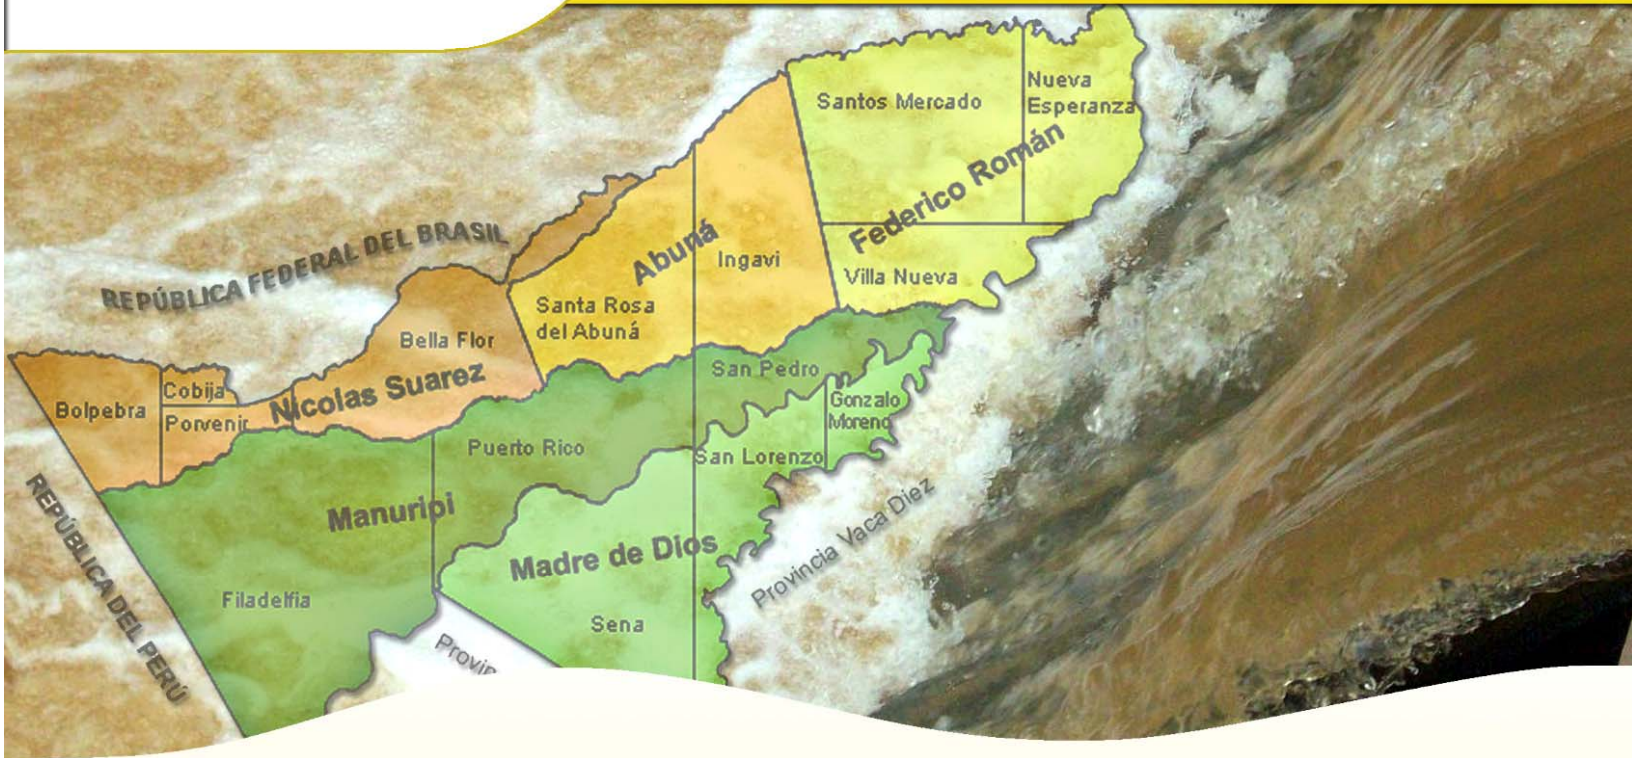 Santos Mercado
Nueva
Esperanza
Federico Román
Villa Nueva
Abuná
Ingavi
Santa Rosa
del Abuná
REPÚBLICA FEDERAL DEL BRASIL
Bella Flor
Nicolas Suarez
Cobija
Bolpebra
Porvenir
San Pedro
Gonzalo
Moreno
Puerto Rico
San Lorenzo
Manuripi
Madre de Dios
Provincia Vaca Diez
REPÚBLICA DEL PERÚ
Filadelfia
Sena